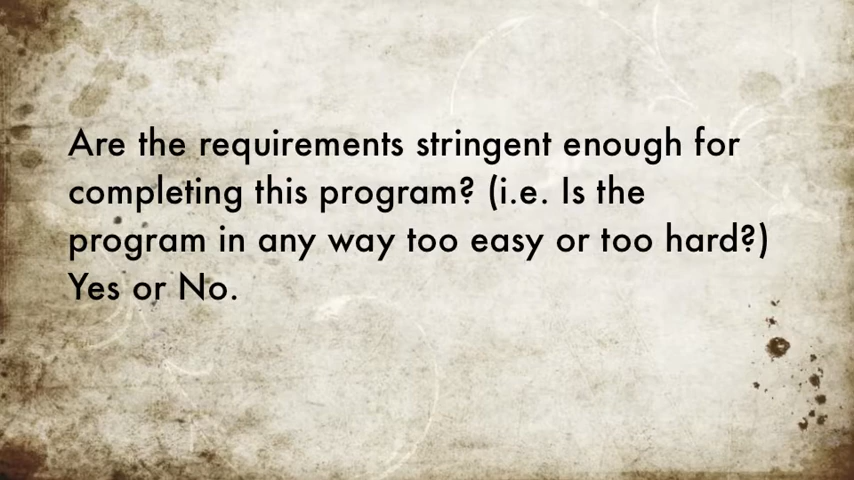 Are the requirements stringent enough for
completing this program? (i.e. Is the
program in any way too easy or too hard?)
Yes or No.